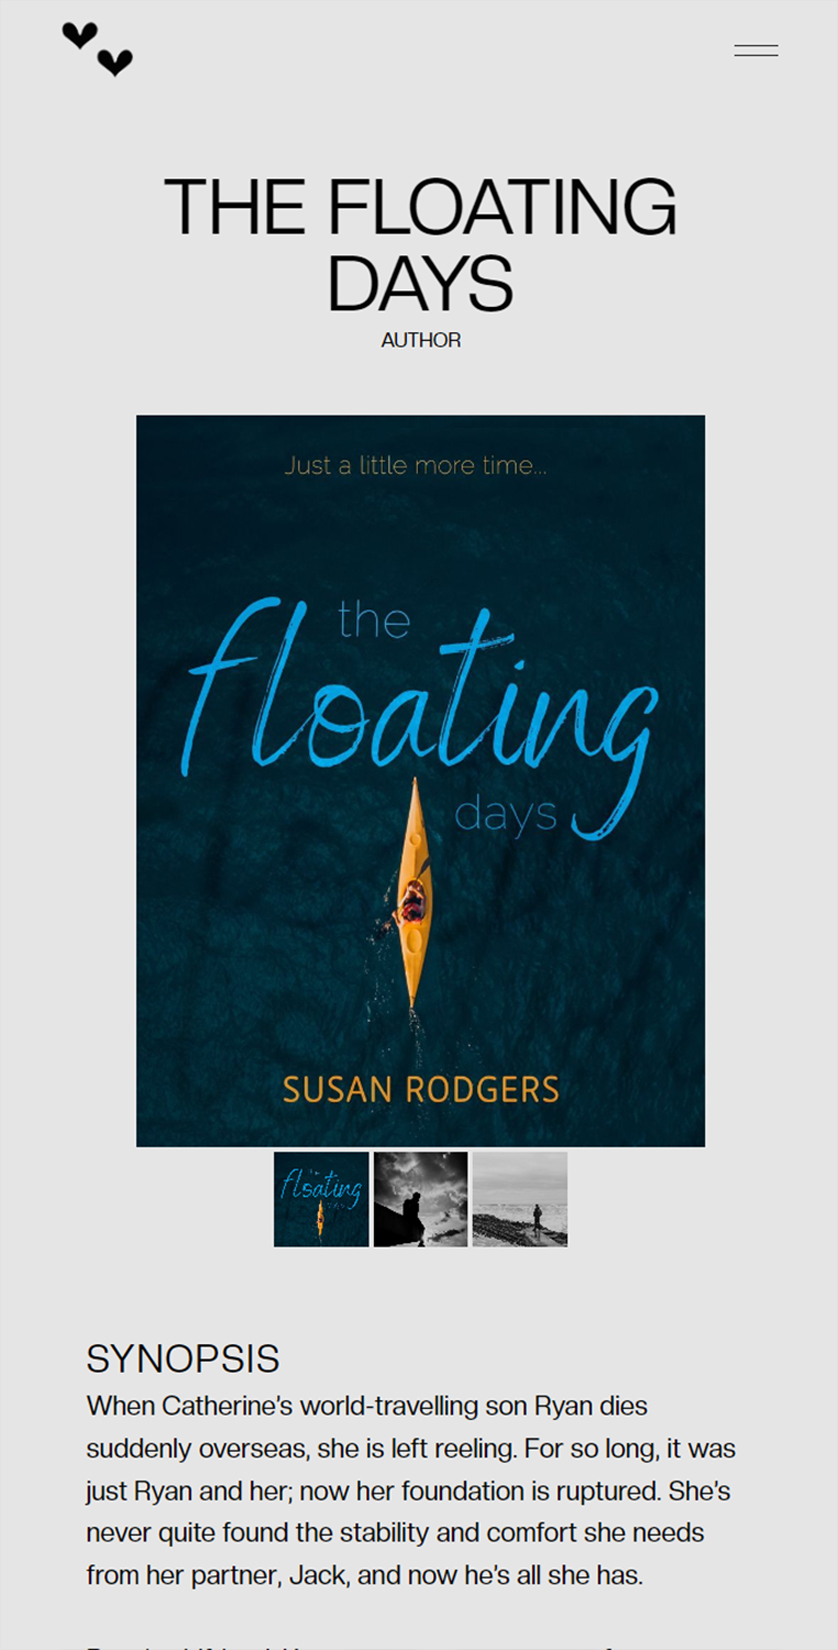 THE FLOATING
DAYS
AUTHOR
Just a little more time...
the
floating
days
SUSAN RODGERS
floating
SYNOPSIS
When Catherine's world-travelling son Ryan dies
suddenly overseas, she is left reeling. For so long, it was
just Ryan and her; now her foundation is ruptured. She's
never quite found the stability and comfort she needs
from her partner, Jack, and now he's all she has.